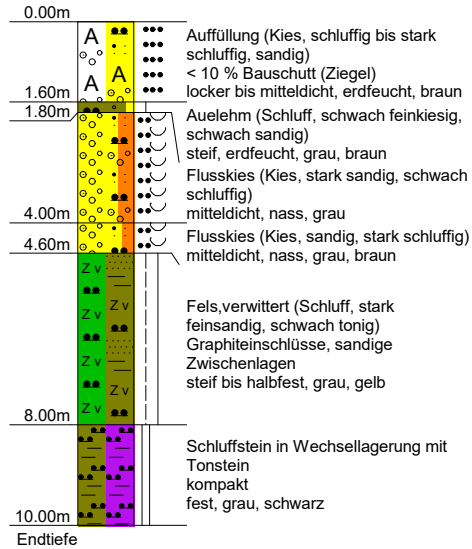 0.00m
A
A
A
Auffüllung (Kies, schluffig bis stark
schluffig, sandig)
< 10 % Bauschutt (Ziegel)
locker bis mitteldicht, erdfeucht, braun
1.60m
1.80m
Auelehm (Schluff, schwach feinkiesig,
schwach sandig)
steif, erdfeucht, grau, braun
Flusskies (Kies, stark sandig, schwach
schluffig)
mitteldicht, nass, grau
4.00m
Flusskies (Kies, sandig, stark schluffig)
mitteldicht, nass, grau, braun
4.60m
Z v
Z v
Z v
Z v
Z v
Fels,verwittert (Schluff, stark
feinsandig, schwach tonig)
Graphiteinschlüsse, sandige
Zwischenlagen
steif bis halbfest, grau, gelb
8.00m
Schluffstein in Wechsellagerung mit
Tonstein
kompakt
fest, grau, schwarz
10.00m
Endtiefe